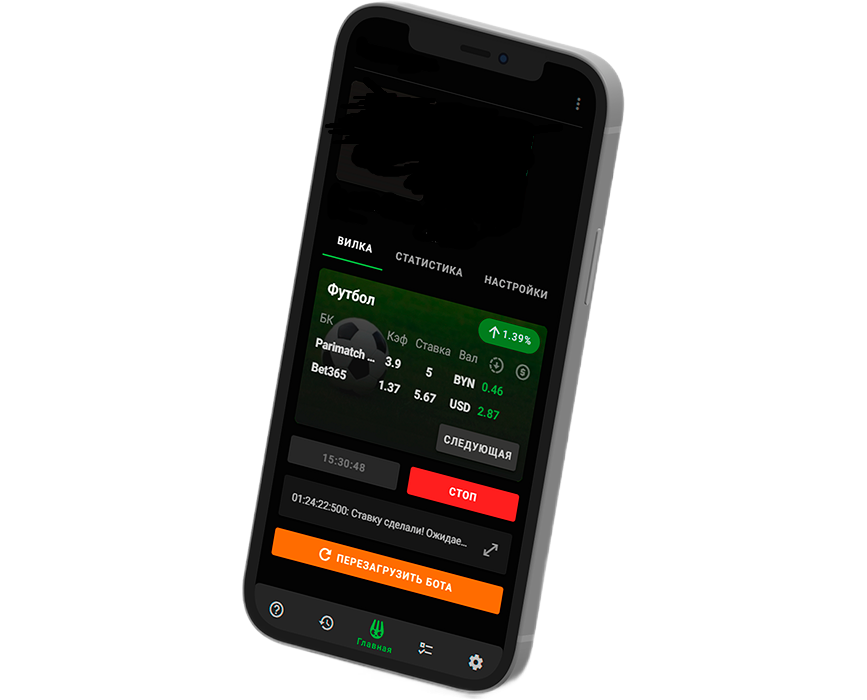 ВИЛКА СТАТИСТИКА НАСТРОЙКИ
Футбол
1.39%
БК Кэф Ставка Вал
Parimatch ... 3.9 5 BYN 0.46
Bet365 1.37 5.67 USD 2.87
СЛЕДУЮЩАЯ
15:30:48 СТОП
01:24:22:500: Ставку сделали! Ожидае...
ПЕРЕЗАГРУЗИТЬ БОТА
Главная